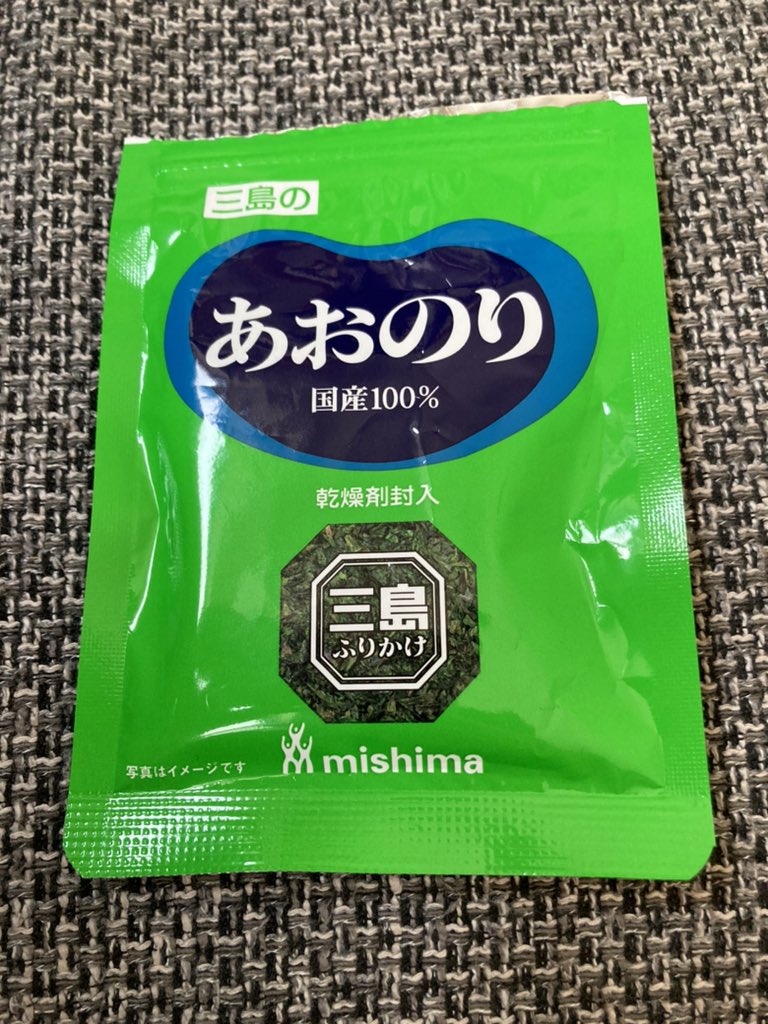 三島の
あおのり
国産100%
乾燥剤封入
三島
ふりかけ
写真はイメージです
mishima